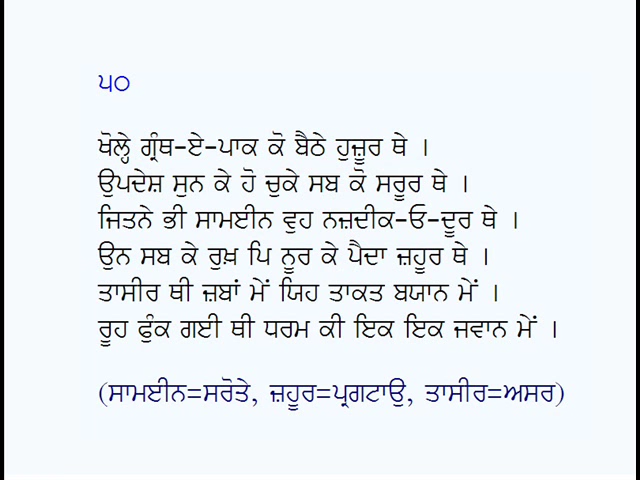 ੫੦
ਖੋਲ੍ਹੇ ਗ੍ਰੰਥ-ਏ-ਪਾਕ ਕੋ ਬੈਠੇ ਹੁਜ਼ੂਰ ਥੇ ।
ਉਪਦੇਸ਼ ਸੁਨ ਕੇ ਹੋ ਚੁਕੇ ਸਬ ਕੋ ਸਰੂਰ ਥੇ ।
ਜਿਤਨੇ ਭੀ ਸਾਮਈਨ ਵੁਹ ਨਜ਼ਦੀਕ-ਓ-ਦੂਰ ਥੇ ।
ਉਨ ਸਬ ਕੇ ਰੁਖ਼ ਪਿ ਨੂਰ ਕੇ ਪੈਦਾ ਜ਼ਹੂਰ ਥੇ ।
ਤਾਸੀਰ ਥੀ ਜ਼ਬਾਂ ਮੇਂ ਯਿਹ ਤਾਕਤ ਬਯਾਨ ਮੇਂ ।
ਰੂਹ ਫੁੰਕ ਗਈ ਥੀ ਧਰਮ ਕੀ ਇਕ ਇਕ ਜਵਾਨ ਮੇਂ ।
(ਸਾਮਈਨ=ਸਰੋਤੇ, ਜ਼ਹੂਰ=ਪ੍ਰਗਟਾਉ, ਤਾਸੀਰ=ਅਸਰ)